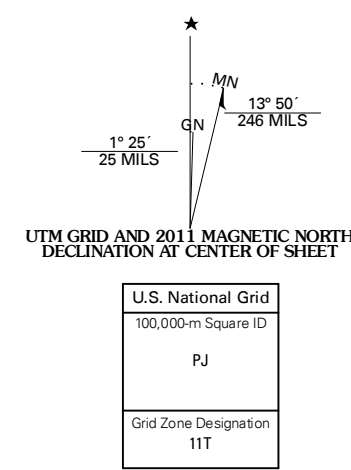 ★
MN
GN
13° 50´
246 MILS
1° 25´
25 MILS
UTM GRID AND 2011 MAGNETIC NORTH
DECLINATION AT CENTER OF SHEET
U.S. National Grid
100,000-m Square ID
PJ
Grid Zone Designation
11T